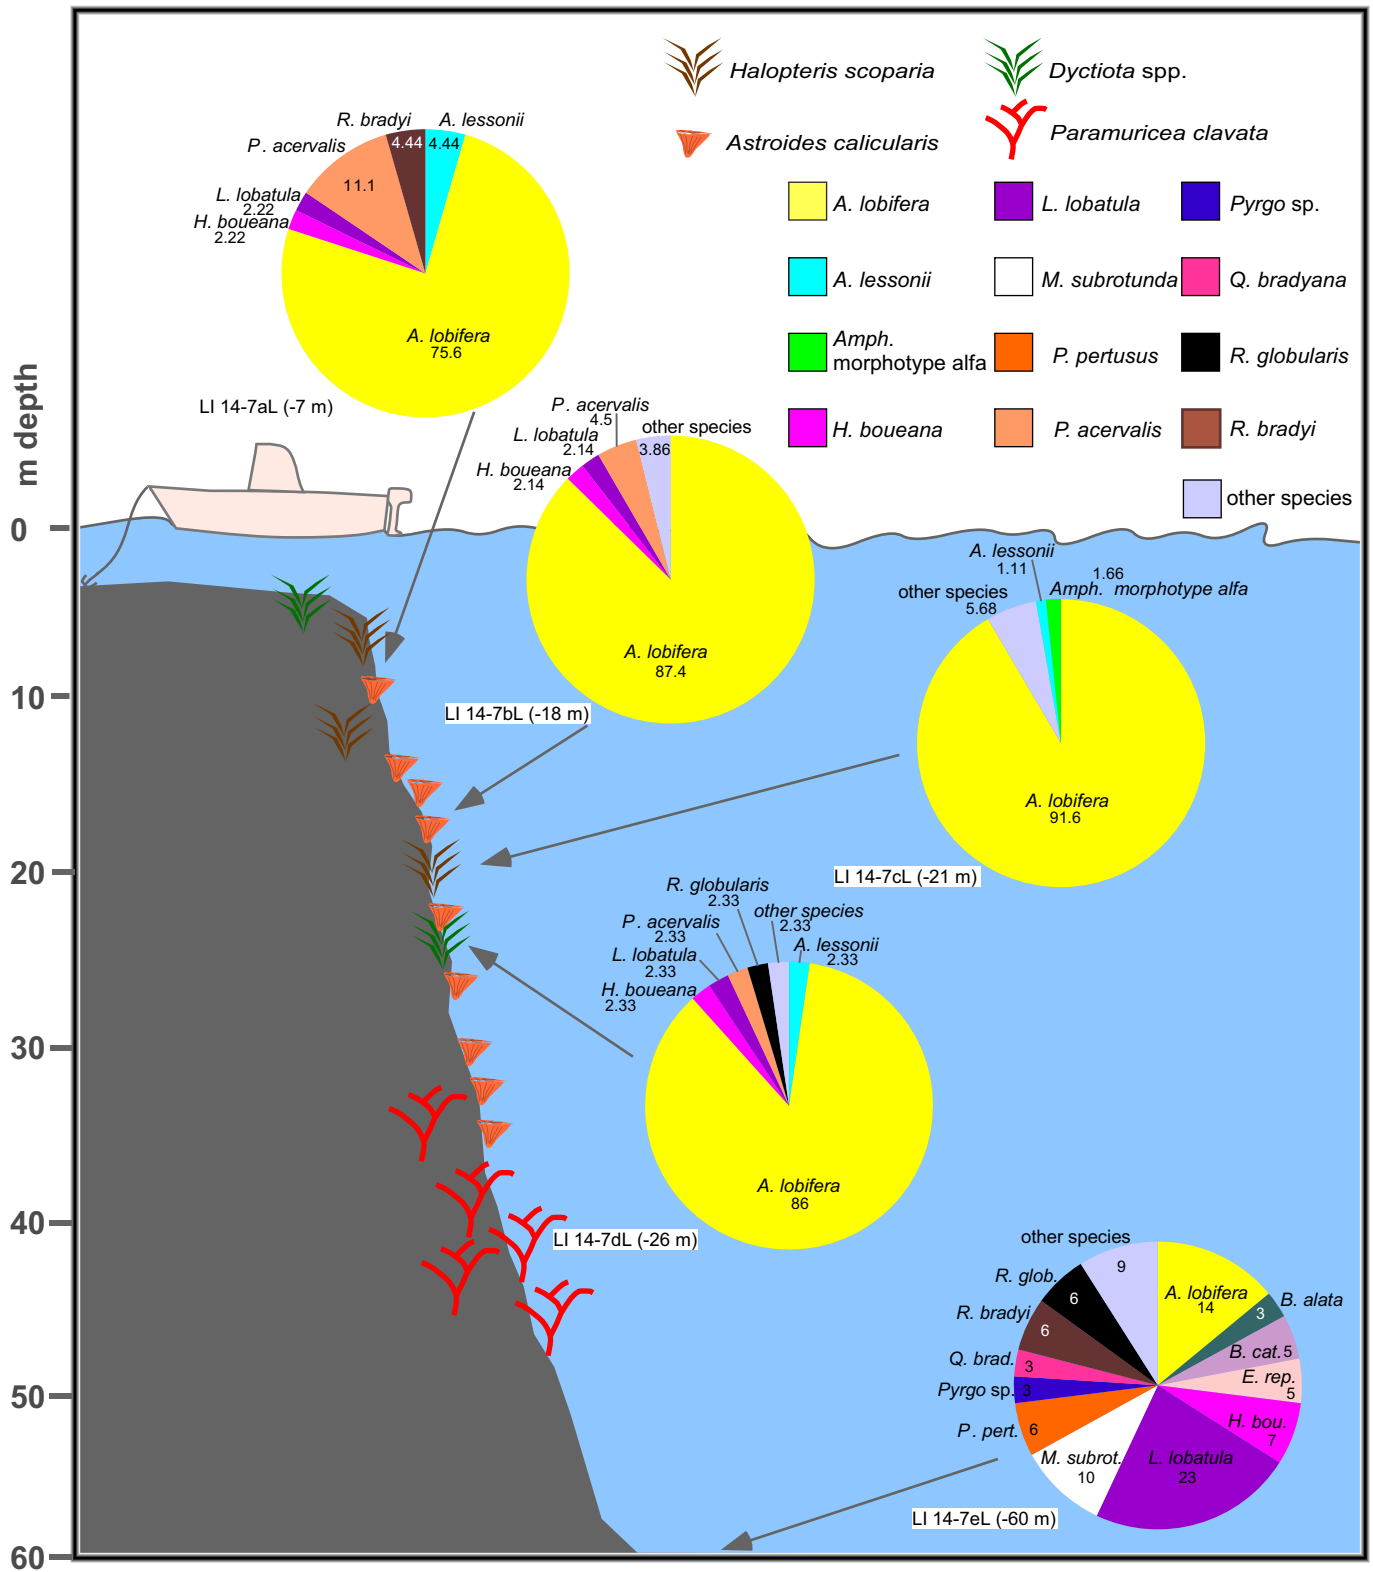 Halopteris scoparia
Dyctiota spp.
Astroides calicularis
Paramuricea clavata
A. lobifera
L. lobatula
Pyrgo sp.
A. lessonii
M. subrotunda
Q. bradyana
Amph.
morphotype alfa
P. pertusus
R. globularis
H. boueana
P. acervalis
R. bradyi
other species
R. bradyi
4.44
A. lessonii
4.44
P. acervalis
11.1
L. lobatula
2.22
H. boueana
2.22
A. lobifera
75.6
LI 14-7aL (-7 m)
m depth
0
10
20
30
40
50
60
P. acervalis
4.5
other species
3.86
L. lobatula
2.14
H. boueana
2.14
A. lobifera
87.4
LI 14-7bL (-18 m)
A. lessonii
1.11
1.66
Amph. morphotype alfa
other species
5.68
A. lobifera
91.6
LI 14-7cL (-21 m)
R. globularis
2.33
other species
2.33
P. acervalis
2.33
A. lessonii
2.33
L. lobatula
2.33
H. boueana
2.33
A. lobifera
86
LI 14-7dL (-26 m)
other species
9
R. glob.
6
A. lobifera
14
B. alata
3
R. bradyi
6
B. cat. 5
Q. brad.
3
E. rep.
5
Pyrgo sp.
3
H. bou.
7
P. pert.
6
M. subrot.
10
L. lobatula
23
LI 14-7eL (-60 m)